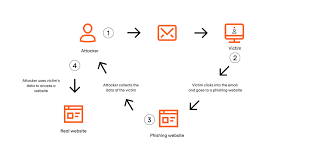 1
Attacker
Victim
2
4
Attacker uses victim's
data to access a
website
Attacker collects the
data of the victim
Victim clicks into the email
and goes to a phishing website
3
Real website
Phishing website